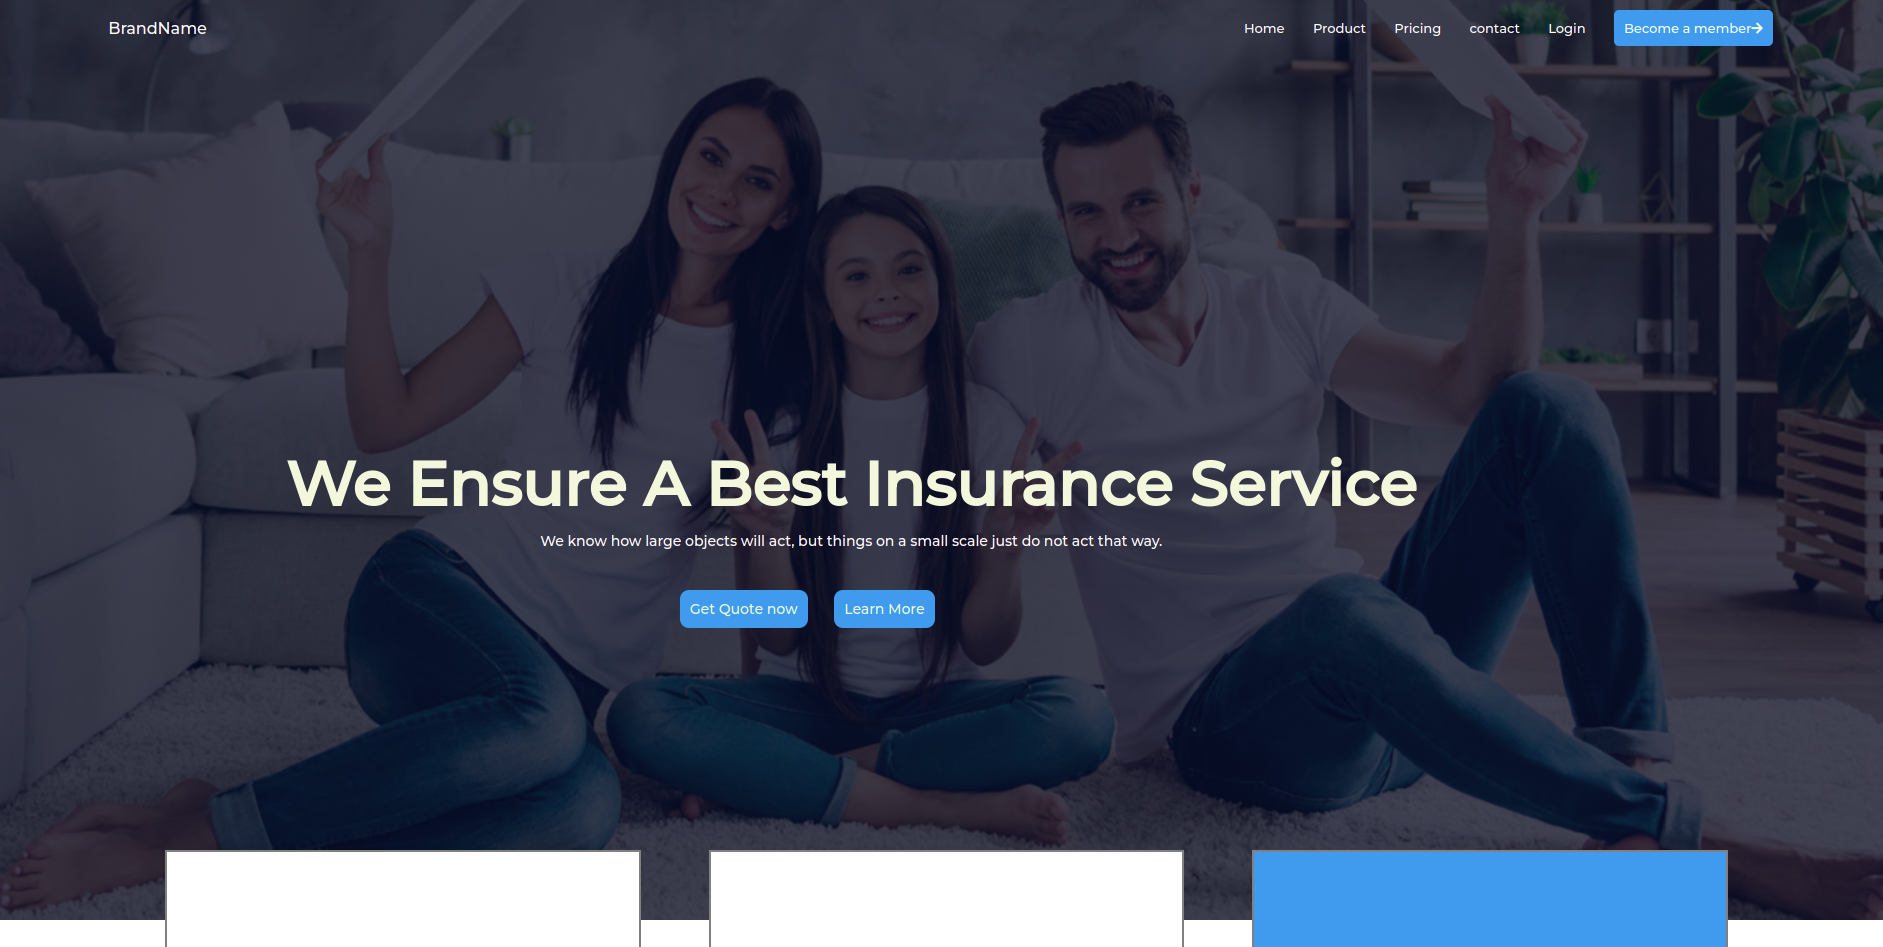 BrandName
Home Product Pricing contact Login Become a member
We Ensure A Best Insurance Service
We know how large objects will act, but things on a small scale just do not act that way.
Get Quote now Learn More